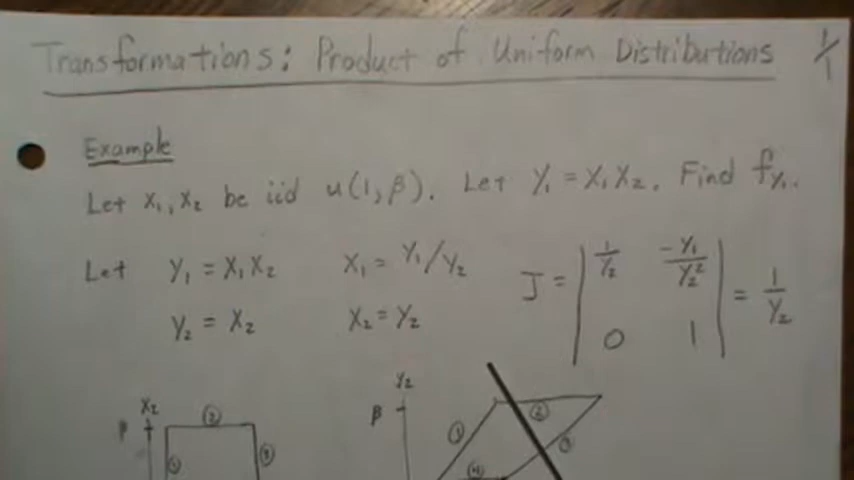 Transformations: Product of Uniform Distributions 1/1
Example
Let X₁, X₂ be iid u(1, β). Let Y₁ = X₁X₂. Find f_Y₁.
Let Y₁ = X₁X₂ X₁ = Y₁/Y₂ J = | 1/Y₂ -Y₁/Y₂² | = 1/Y₂
Y₂ = X₂ X₂ = Y₂ | 0 1 |
X₂ Y₂
β ② β ②
① ③ ① ③
④